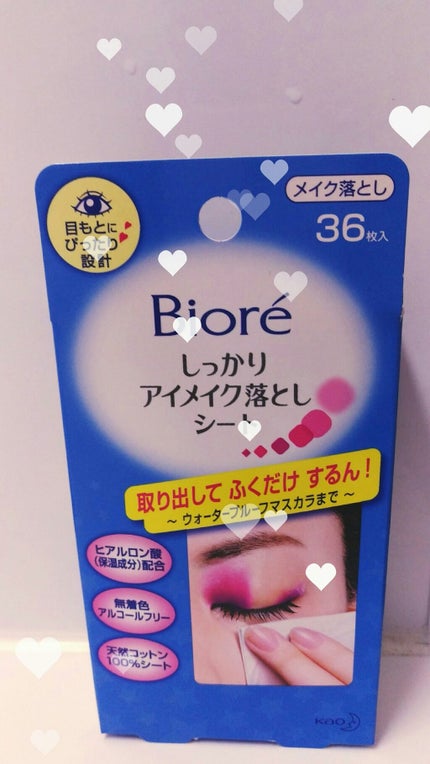 目もとに
ぴったり
設計
メイク落とし
36枚入
Bioré
しっかり
アイメイク落とし
シート
取り出して ふくだけ するん!
~ ウォータープルーフマスカラまで ~
ヒアルロン酸
(保湿成分)配合
無着色
アルコールフリー
天然コットン
100%シート
Kao